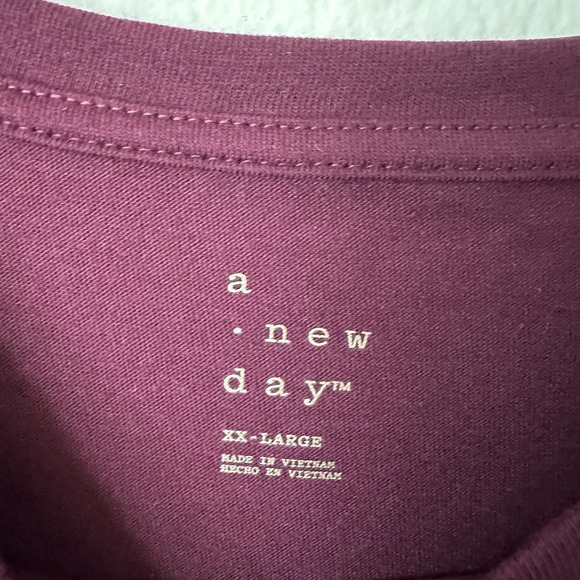 a
· new
day™
XX-LARGE
MADE IN VIETNAM
HECHO EN VIETNAM